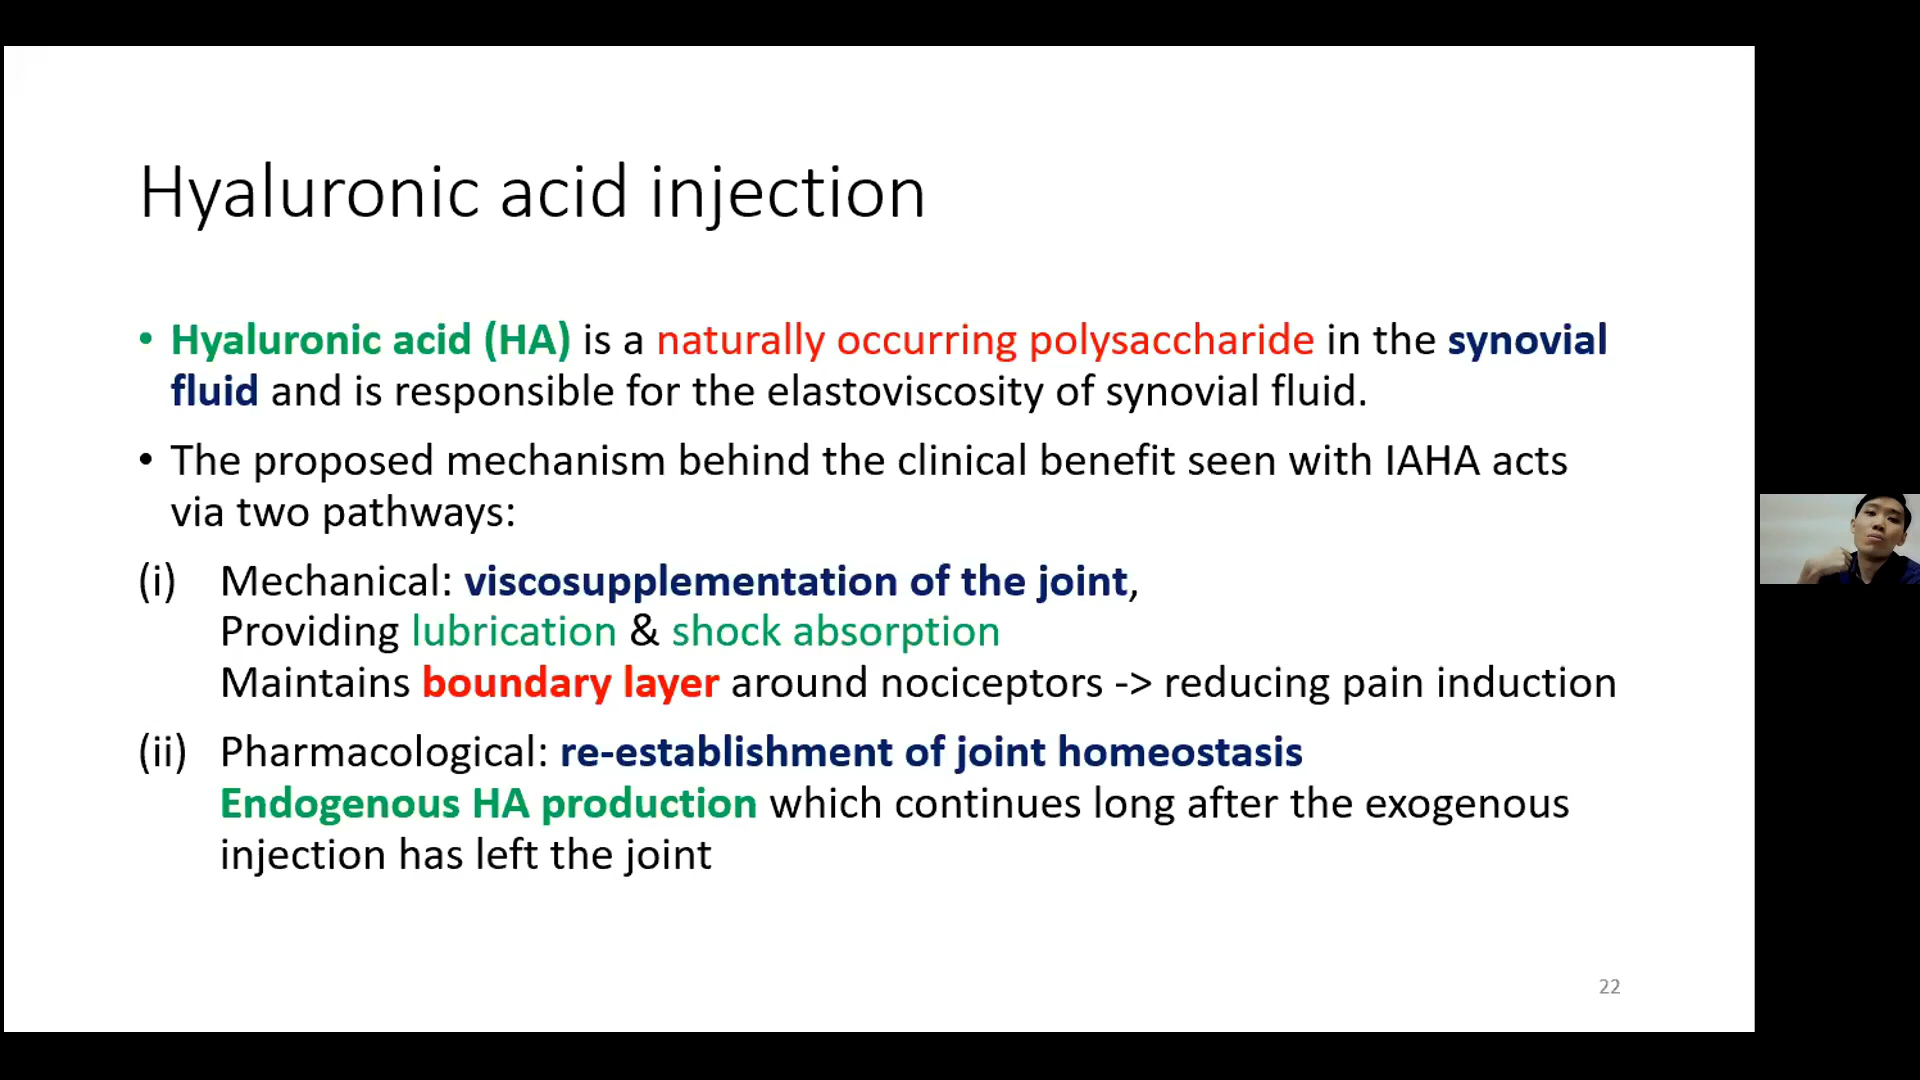 Hyaluronic acid injection
• Hyaluronic acid (HA) is a naturally occurring polysaccharide in the synovial
fluid and is responsible for the elastoviscosity of synovial fluid.
• The proposed mechanism behind the clinical benefit seen with IAHA acts
via two pathways:
(i) Mechanical: viscosupplementation of the joint,
Providing lubrication & shock absorption
Maintains boundary layer around nociceptors -> reducing pain induction
(ii) Pharmacological: re-establishment of joint homeostasis
Endogenous HA production which continues long after the exogenous
injection has left the joint
22